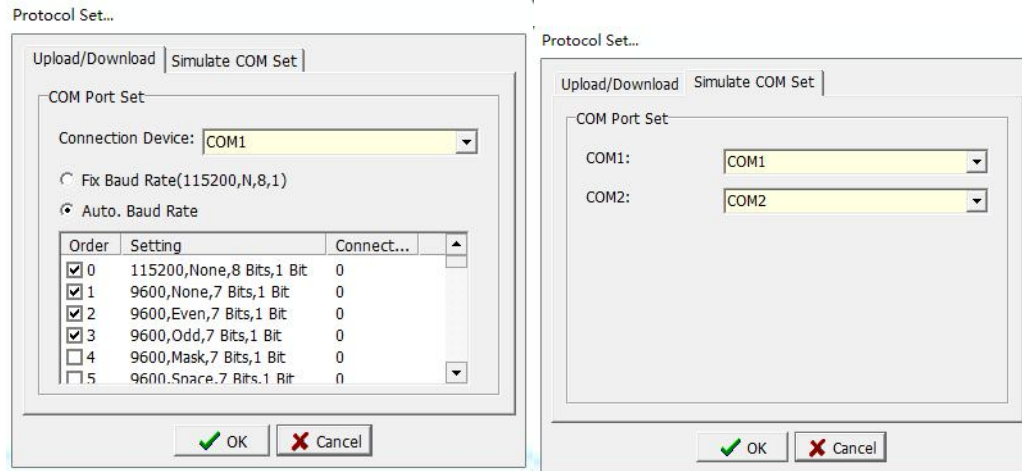 Protocol Set...
Upload/Download
Simulate COM Set
COM Port Set
Connection Device: COM1
Fix Baud Rate(115200,N,8,1)
Auto. Baud Rate
Order Setting Connect...
0 115200,None,8 Bits,1 Bit 0
1 9600,None,7 Bits,1 Bit 0
2 9600,Even,7 Bits,1 Bit 0
3 9600,Odd,7 Bits,1 Bit 0
4 9600,Mask,7 Bits,1 Bit 0
5 9600,Space,7 Bits,1 Bit 0
OK
Cancel
Protocol Set...
Upload/Download
Simulate COM Set
COM Port Set
COM1: COM1
COM2: COM2
OK
Cancel